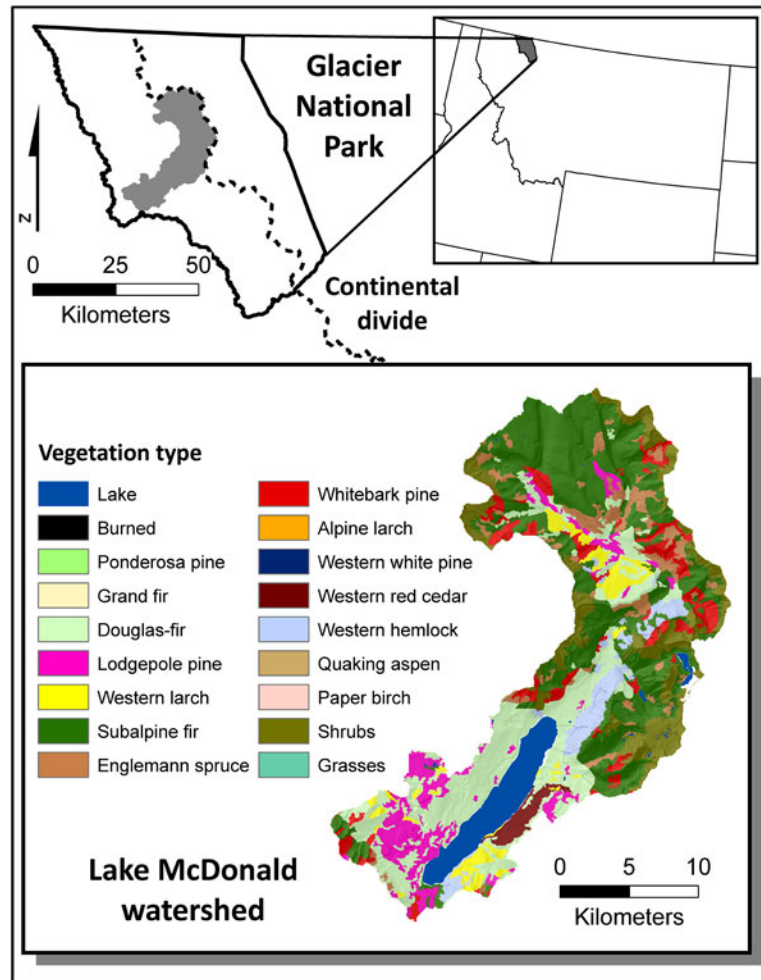 Glacier
National
Park
N
0 25 50
Kilometers
Continental
divide
Vegetation type
Lake
Burned
Ponderosa pine
Grand fir
Douglas-fir
Lodgepole pine
Western larch
Subalpine fir
Englemann spruce
Whitebark pine
Alpine larch
Western white pine
Western red cedar
Western hemlock
Quaking aspen
Paper birch
Shrubs
Grasses
Lake McDonald
watershed
0 5 10
Kilometers